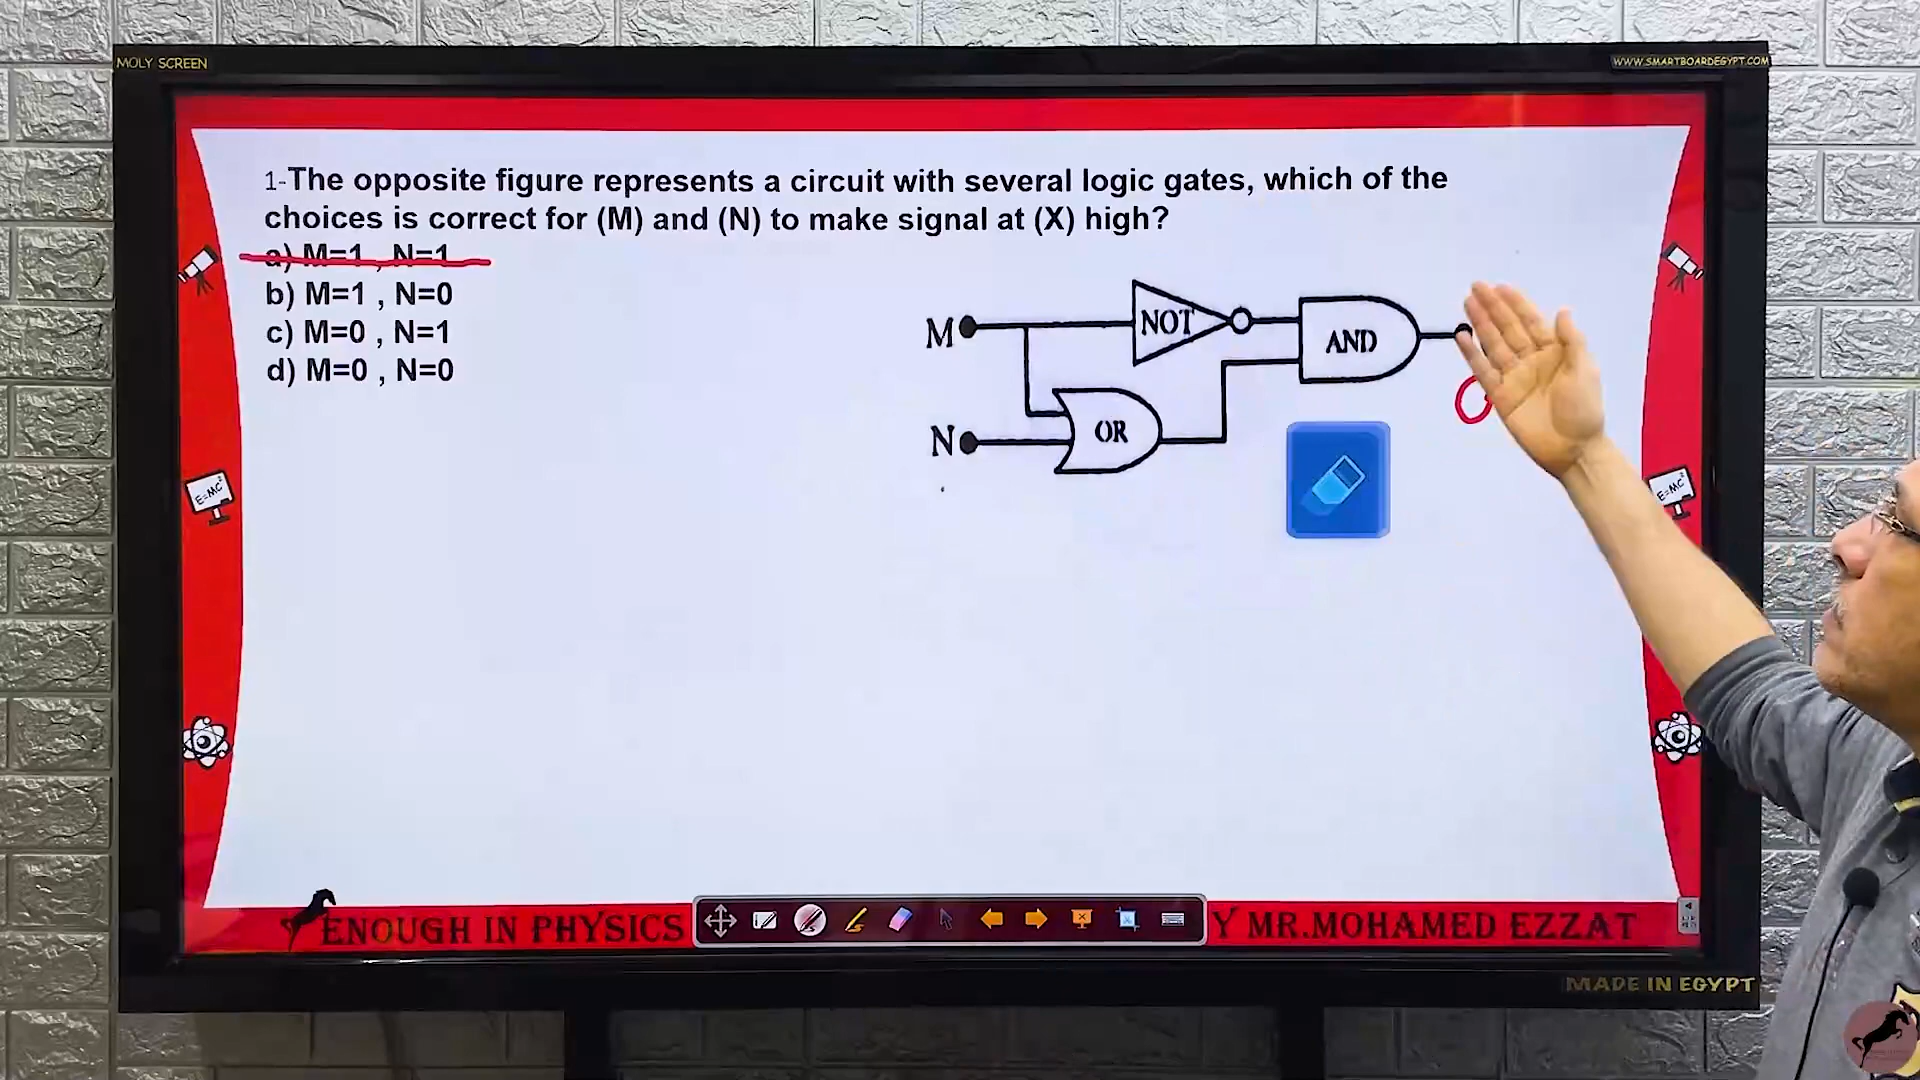 MOLY SCREEN
WWW.SMARTBOARDEGYPT.COM
1-The opposite figure represents a circuit with several logic gates, which of the
choices is correct for (M) and (N) to make signal at (X) high?
a) M=1 , N=1
b) M=1 , N=0
c) M=0 , N=1
d) M=0 , N=0
M
NOT
AND
N
OR
0
E=MC²
E=MC²
ENOUGH IN PHYSICS
Y MR.MOHAMED EZZAT
MADE IN EGYPT